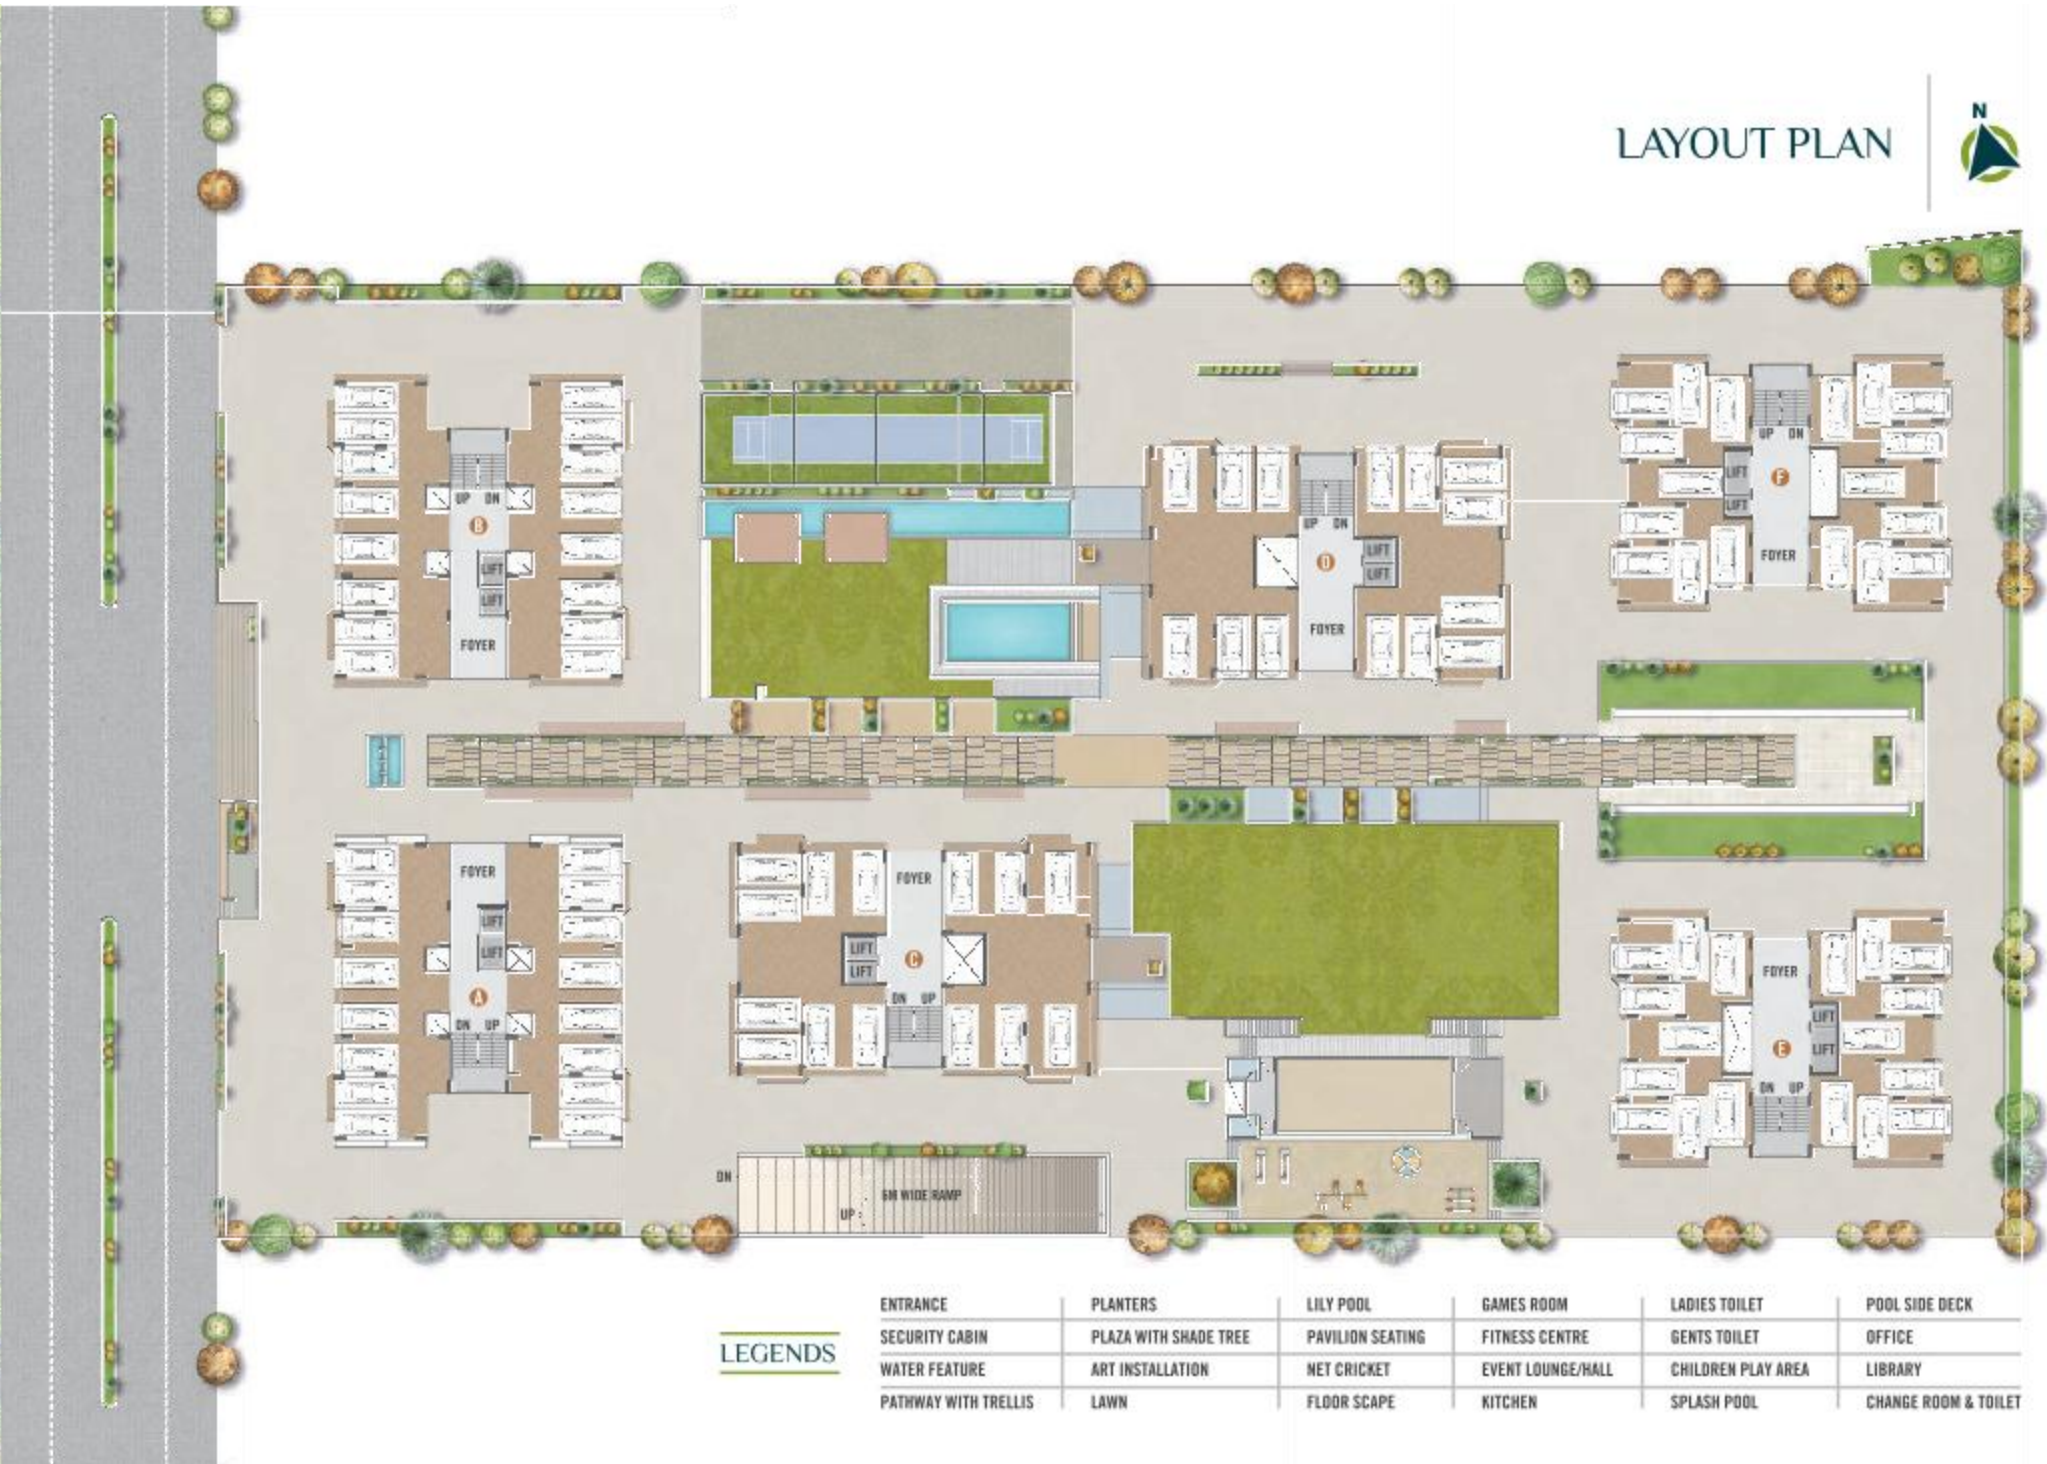 N
LAYOUT PLAN
UP DN
B
LIFT
LIFT
FOYER
UP DN
D
LIFT
LIFT
FOYER
UP DN
LIFT
F
LIFT
FOYER
FOYER
LIFT
LIFT
A
DN UP
FOYER
LIFT
C
LIFT
DN UP
FOYER
LIFT
E
LIFT
DN UP
DN
6M WIDE RAMP
UP
LEGENDS
ENTRANCE PLANTERS LILY POOL GAMES ROOM LADIES TOILET POOL SIDE DECK
SECURITY CABIN PLAZA WITH SHADE TREE PAVILION SEATING FITNESS CENTRE GENTS TOILET OFFICE
WATER FEATURE ART INSTALLATION NET CRICKET EVENT LOUNGE/HALL CHILDREN PLAY AREA LIBRARY
PATHWAY WITH TRELLIS LAWN FLOOR SCAPE KITCHEN SPLASH POOL CHANGE ROOM & TOILET